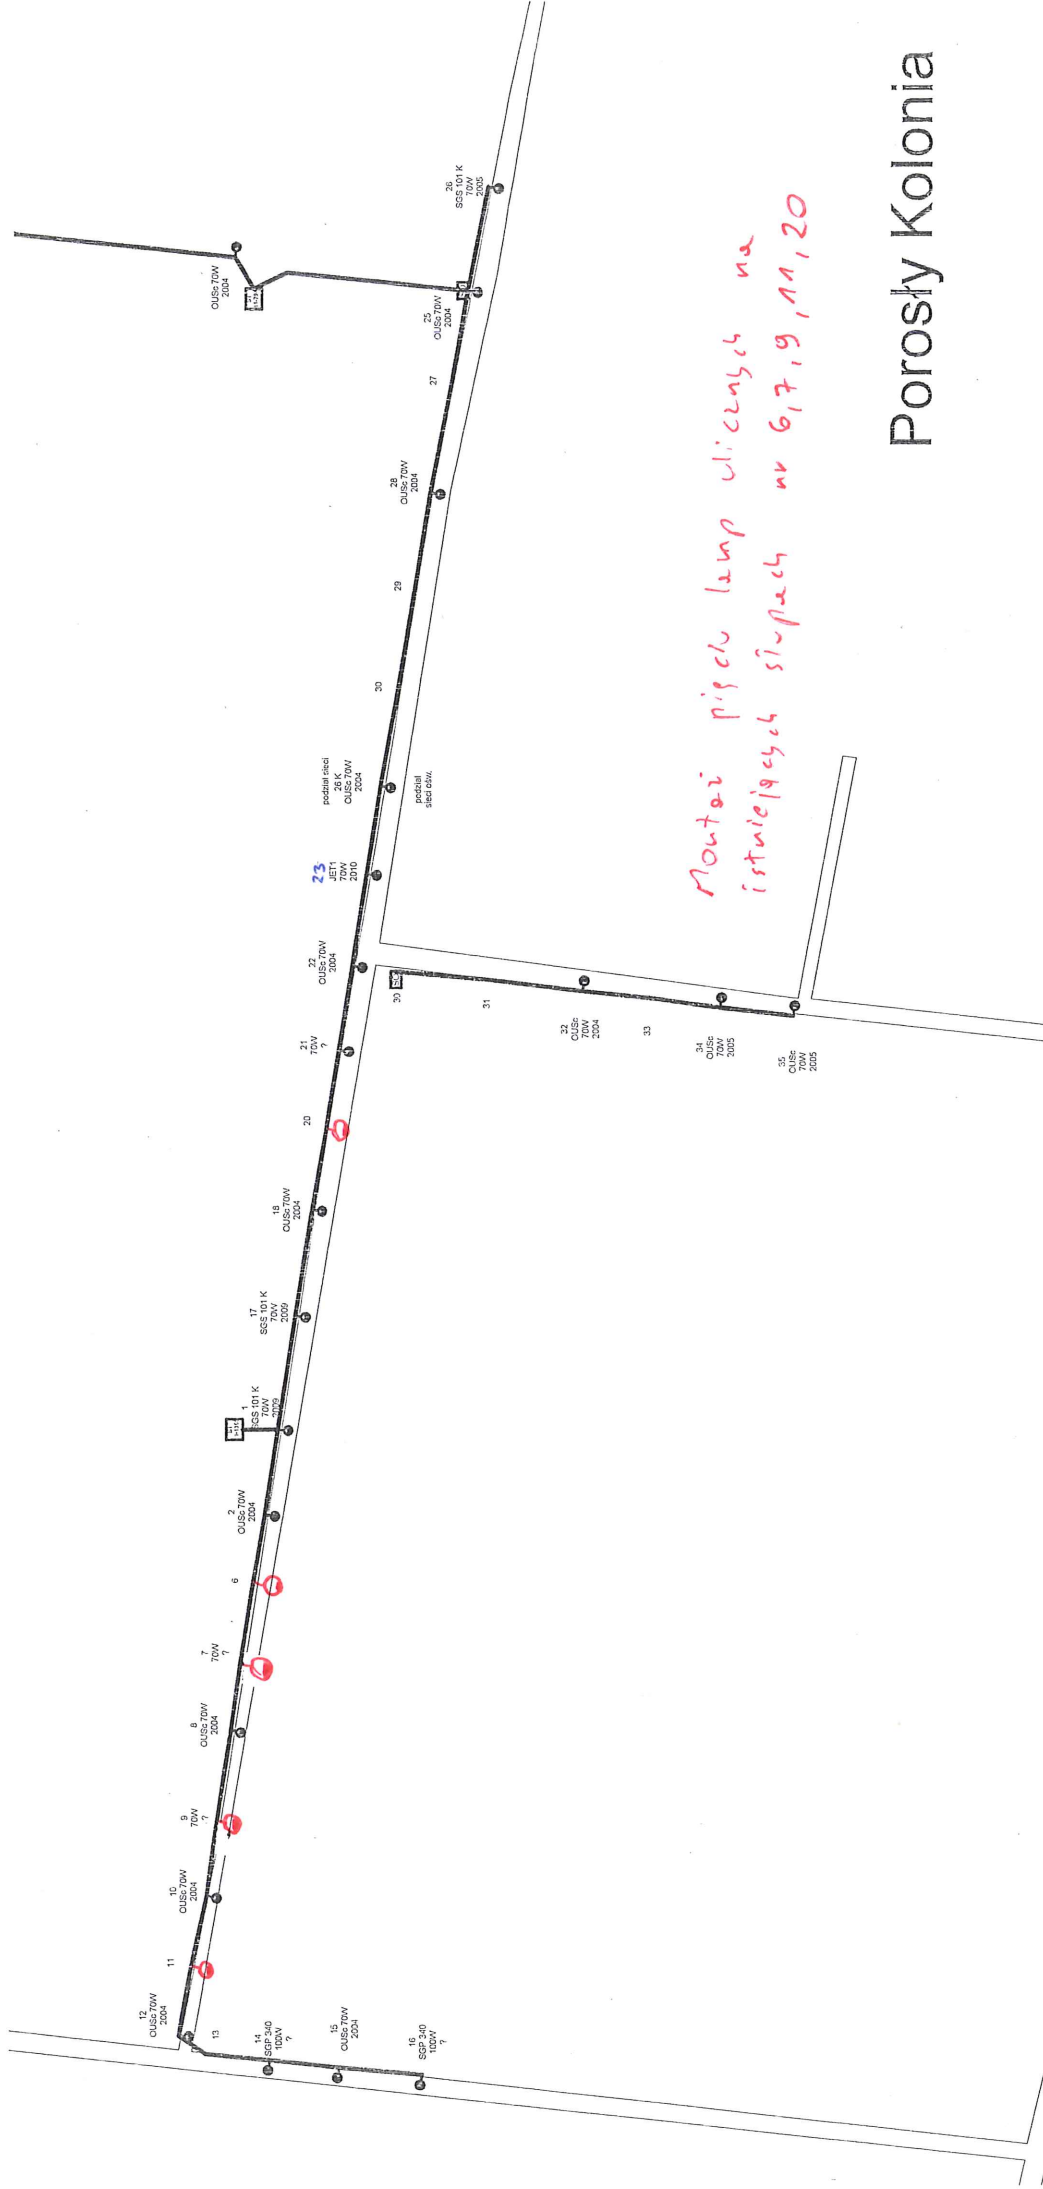 Porosły Kolonia
Montaż pięciu lamp ulicznych na
istniejących słupach nr 6,7,9,11,20
12
OUSc 70W
2004
11
10
OUSc 70W
2004
9
70W
?
8
OUSc 70W
2004
7
70W
?
6
2
OUSc 70W
2004
1
SGS 101 K
70W
2009
17
SGS 101 K
70W
2009
18
OUSc 70W
2004
20
21
70W
?
22
OUSc 70W
2004
23
JET1
70W
2010
podział sieci
26 K
OUSc 70W
2004
podział
sieci ośw.
30
29
28
OUSc 70W
2004
27
25
OUSc 70W
2004
26
SGS 101 K
70W
2005
OUSc 70W
2004
13
14
SGP 340
100W
?
15
OUSc 70W
2004
16
SGP 340
100W
?
30
31
32
OUSc
70W
2004
33
34
OUSc
70W
2005
35
OUSc
70W
2005